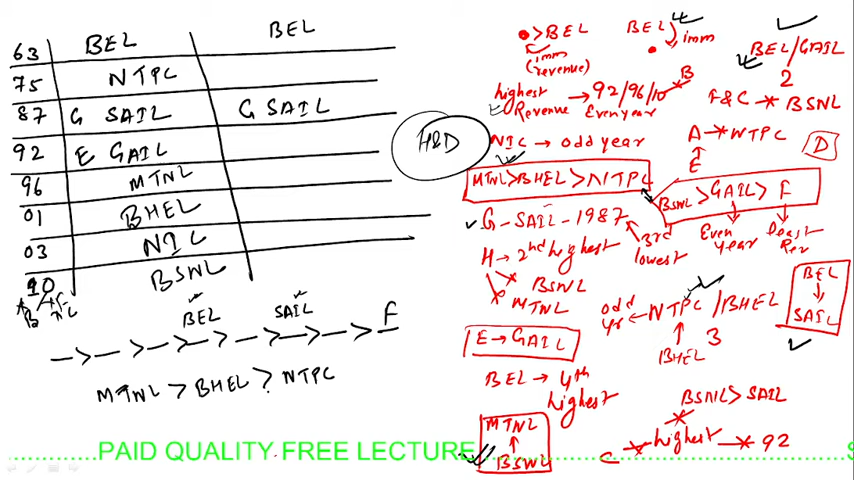 63 BEL BEL
75 NTPC
87 G SAIL G SAIL
92 E GAIL
96 MTNL
01 BHEL
03 NIC
10 BSNL
B
BEL SAIL F
> > > > > > >
MTNL > BHEL > NTPC
H&D
> BEL
imm
(revenue)
BEL
imm
BEL/GAIL
2
highest
Revenue → 92/96/10 B
Even year
F&C BSNL
NIC → odd year
A NTPC
E
D
MTNL > BHEL > NTPC
BSNL > GAIL > F
Even
year
least
Rev
G - SAIL - 1987
3rd
lowest
H → 2nd highest
BSNL
MTNL
odd
yr
NTPC/BHEL
BHEL 3
BEL
SAIL
E → GAIL
BEL → 4th
highest
BSNL > SAIL
MTNL
BSNL
C highest 92
PAID QUALITY.FREE LECTURE
S